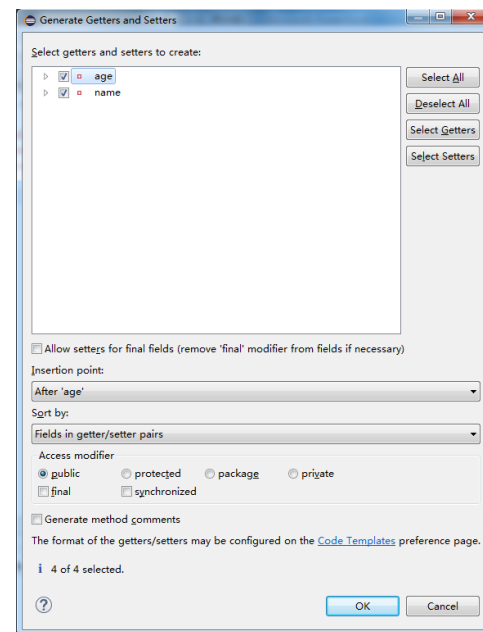 Generate Getters and Setters
Select getters and setters to create:
age
name
Select All
Deselect All
Select Getters
Select Setters
Allow setters for final fields (remove 'final' modifier from fields if necessary)
Insertion point:
After 'age'
Sort by:
Fields in getter/setter pairs
Access modifier
public protected package private
final synchronized
Generate method comments
The format of the getters/setters may be configured on the Code Templates preference page.
i 4 of 4 selected.
? OK Cancel